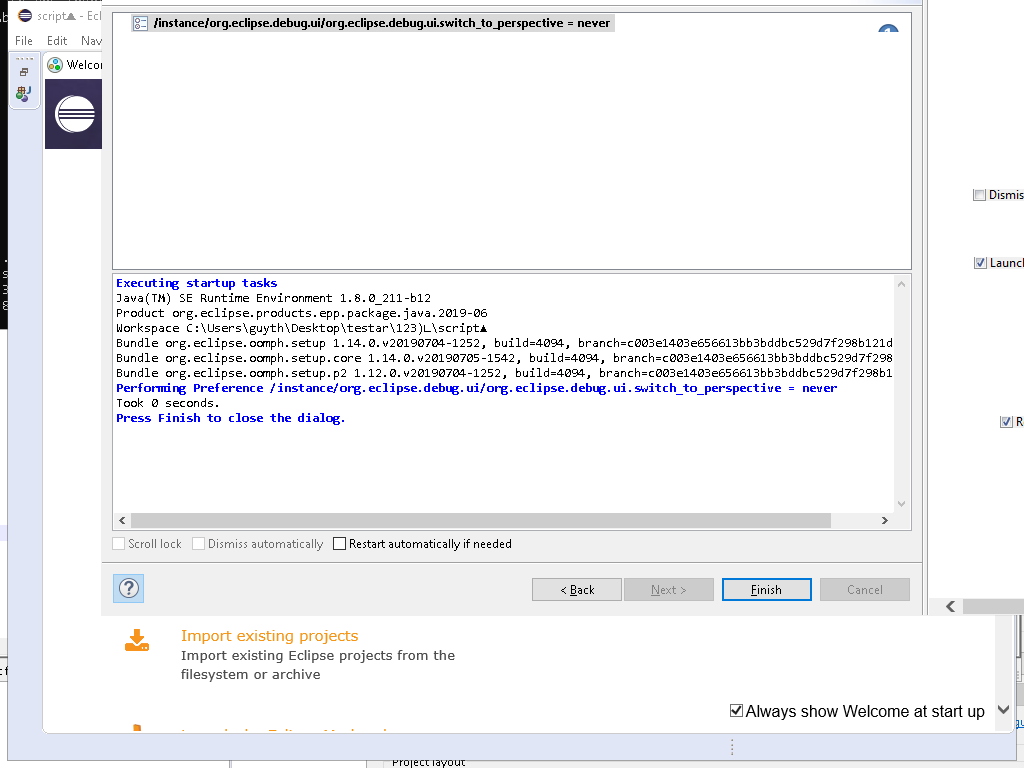 /instance/org.eclipse.debug.ui/org.eclipse.debug.ui.switch_to_perspective = never
script▲ - Ecl
File Edit Nav
Welcom
Dismis
Launch
Executing startup tasks
Java(TM) SE Runtime Environment 1.8.0_211-b12
Product org.eclipse.products.epp.package.java.2019-06
Workspace C:\Users\guyth\Desktop\testar\123)∟\script▲
Bundle org.eclipse.oomph.setup 1.14.0.v20190704-1252, build=4094, branch=c003e1403e656613bb3bddbc529d7f298b121d
Bundle org.eclipse.oomph.setup.core 1.14.0.v20190705-1542, build=4094, branch=c003e1403e656613bb3bddbc529d7f298
Bundle org.eclipse.oomph.setup.p2 1.12.0.v20190704-1252, build=4094, branch=c003e1403e656613bb3bddbc529d7f298b1
Performing Preference /instance/org.eclipse.debug.ui/org.eclipse.debug.ui.switch_to_perspective = never
Took 0 seconds.
Press Finish to close the dialog.
R
Scroll lock Dismiss automatically Restart automatically if needed
< Back Next > Finish Cancel
Import existing projects
Import existing Eclipse projects from the
filesystem or archive
Always show Welcome at start up
Project layout